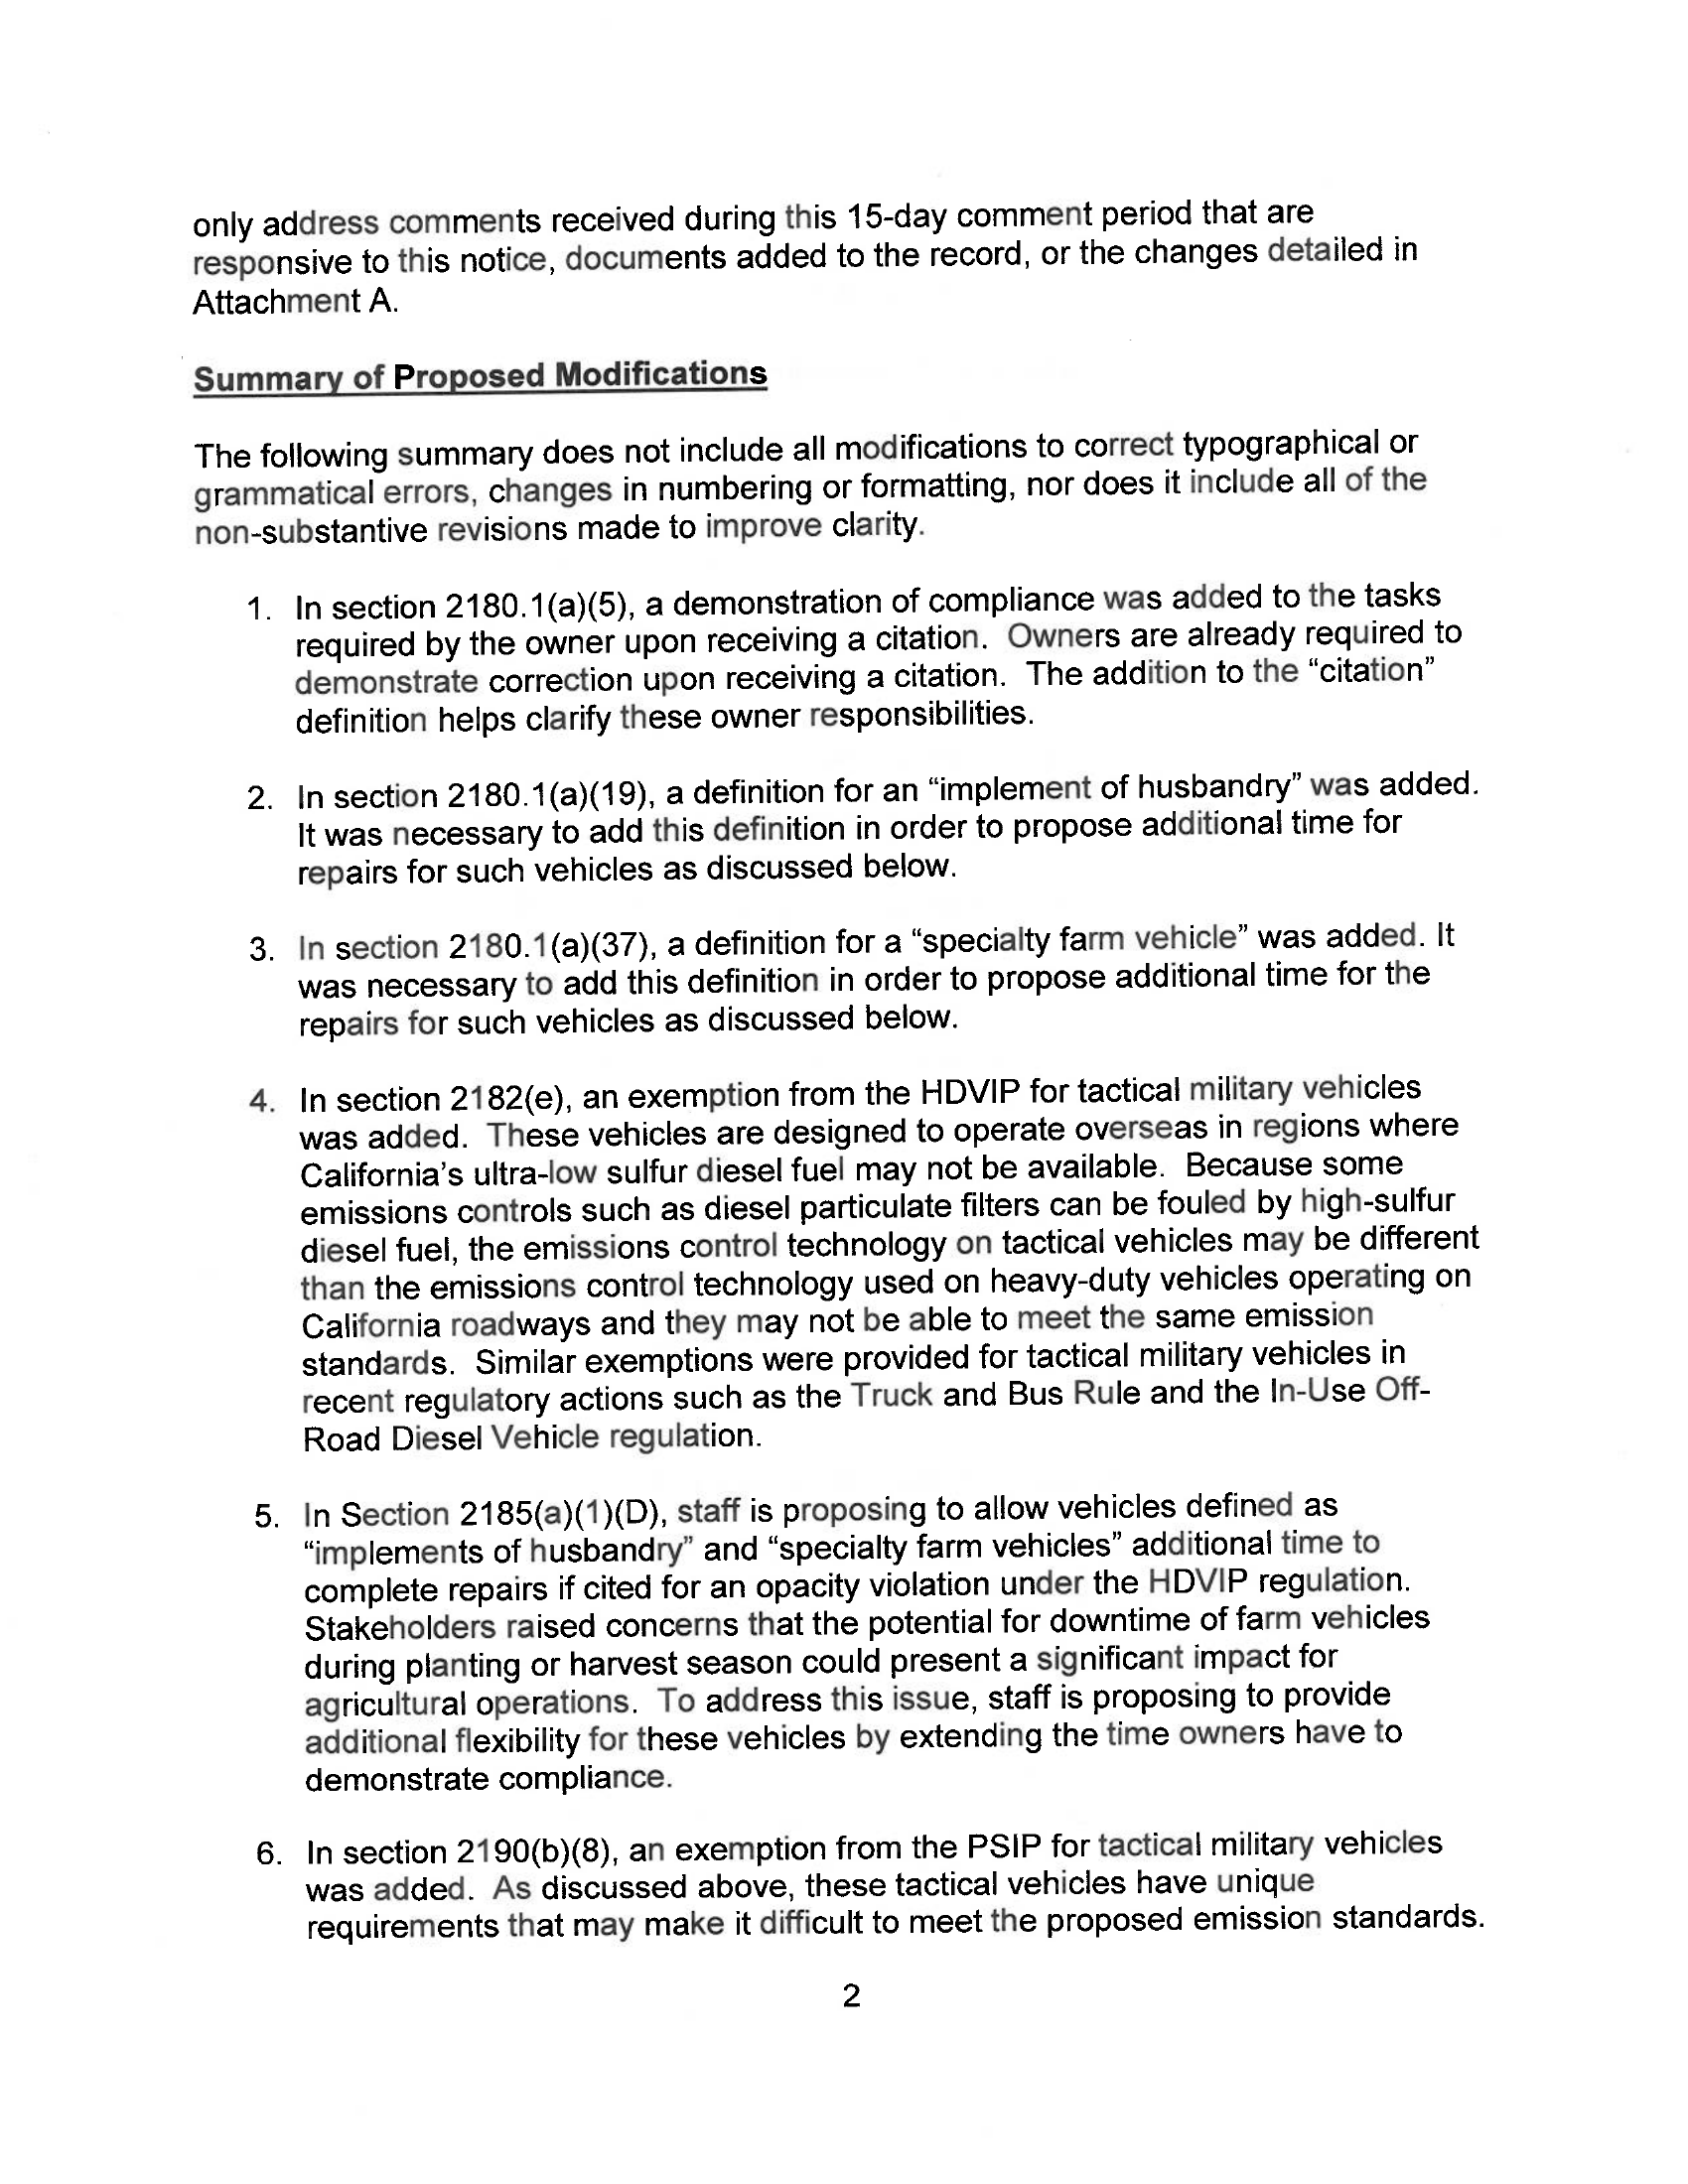 only address comments received during this 15-day comment period that are
responsive to this notice, documents added to the record, or the changes detailed in
Attachment A.
Summary of Proposed Modifications
The following summary does not include all modifications to correct typographical or
grammatical errors, changes in numbering or formatting, nor does it include all of the
non-substantive revisions made to improve clarity.
1. In section 2180.1(a)(5), a demonstration of compliance was added to the tasks
required by the owner upon receiving a citation. Owners are already required to
demonstrate correction upon receiving a citation. The addition to the “citation”
definition helps clarify these owner responsibilities.
2. In section 2180.1(a)(19), a definition for an “implement of husbandry” was added.
It was necessary to add this definition in order to propose additional time for
repairs for such vehicles as discussed below.
3. In section 2180.1(a)(37), a definition for a “specialty farm vehicle” was added. It
was necessary to add this definition in order to propose additional time for the
repairs for such vehicles as discussed below.
4. In section 2182(e), an exemption from the HDVIP for tactical military vehicles
was added. These vehicles are designed to operate overseas in regions where
California’s ultra-low sulfur diesel fuel may not be available. Because some
emissions controls such as diesel particulate filters can be fouled by high-sulfur
diesel fuel, the emissions control technology on tactical vehicles may be different
than the emissions control technology used on heavy-duty vehicles operating on
California roadways and they may not be able to meet the same emission
standards. Similar exemptions were provided for tactical military vehicles in
recent regulatory actions such as the Truck and Bus Rule and the In-Use Off-
Road Diesel Vehicle regulation.
5. In Section 2185(a)(1)(D), staff is proposing to allow vehicles defined as
“implements of husbandry” and “specialty farm vehicles” additional time to
complete repairs if cited for an opacity violation under the HDVIP regulation.
Stakeholders raised concerns that the potential for downtime of farm vehicles
during planting or harvest season could present a significant impact for
agricultural operations. To address this issue, staff is proposing to provide
additional flexibility for these vehicles by extending the time owners have to
demonstrate compliance.
6. In section 2190(b)(8), an exemption from the PSIP for tactical military vehicles
was added. As discussed above, these tactical vehicles have unique
requirements that may make it difficult to meet the proposed emission standards.
2